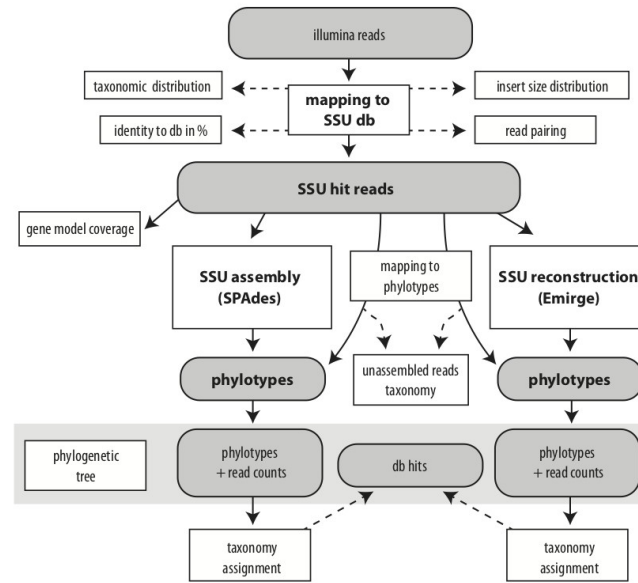 illumina reads
taxonomic distribution
mapping to
SSU db
insert size distribution
identity to db in %
read pairing
SSU hit reads
gene model coverage
SSU assembly
(SPAdes)
mapping to
phylotypes
SSU reconstruction
(Emirge)
phylotypes
unassembled reads
taxonomy
phylotypes
phylogenetic
tree
phylotypes
+ read counts
db hits
phylotypes
+ read counts
taxonomy
assignment
taxonomy
assignment